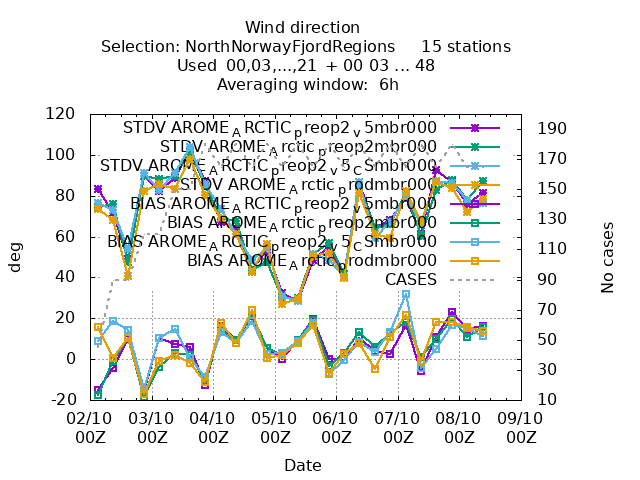 Wind direction
Selection: NorthNorwayFjordRegions 15 stations
Used 00,03,...,21 + 00 03 ... 48
Averaging window: 6h
deg
No cases
120
100
80
60
40
20
0
-20
190
170
150
130
110
90
70
50
30
10
STDV AROME_ARCTIC_preop2_v5mbr000
STDV AROME_Arctic_preop2mbr000
STDV AROME_ARCTIC_preop2_v5_CSmbr000
STDV AROME_Arctic_prodmbr000
BIAS AROME_ARCTIC_preop2_v5mbr000
BIAS AROME_Arctic_preop2mbr000
BIAS AROME_ARCTIC_preop2_v5_CSmbr000
BIAS AROME_Arctic_prodmbr000
CASES
02/10 03/10 04/10 05/10 06/10 07/10 08/10 09/10
00Z 00Z 00Z 00Z 00Z 00Z 00Z 00Z
Date